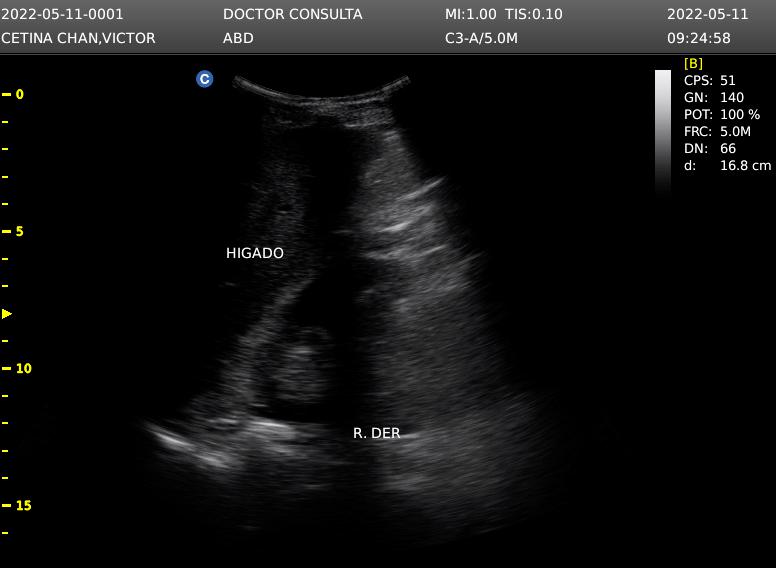 2022-05-11-0001 DOCTOR CONSULTA MI:1.00 TIS:0.10 2022-05-11
CETINA CHAN,VICTOR ABD C3-A/5.0M 09:24:58
C
[B]
CPS: 51
GN: 140
POT: 100 %
FRC: 5.0M
DN: 66
d: 16.8 cm
0
5
HIGADO
10
R. DER
15